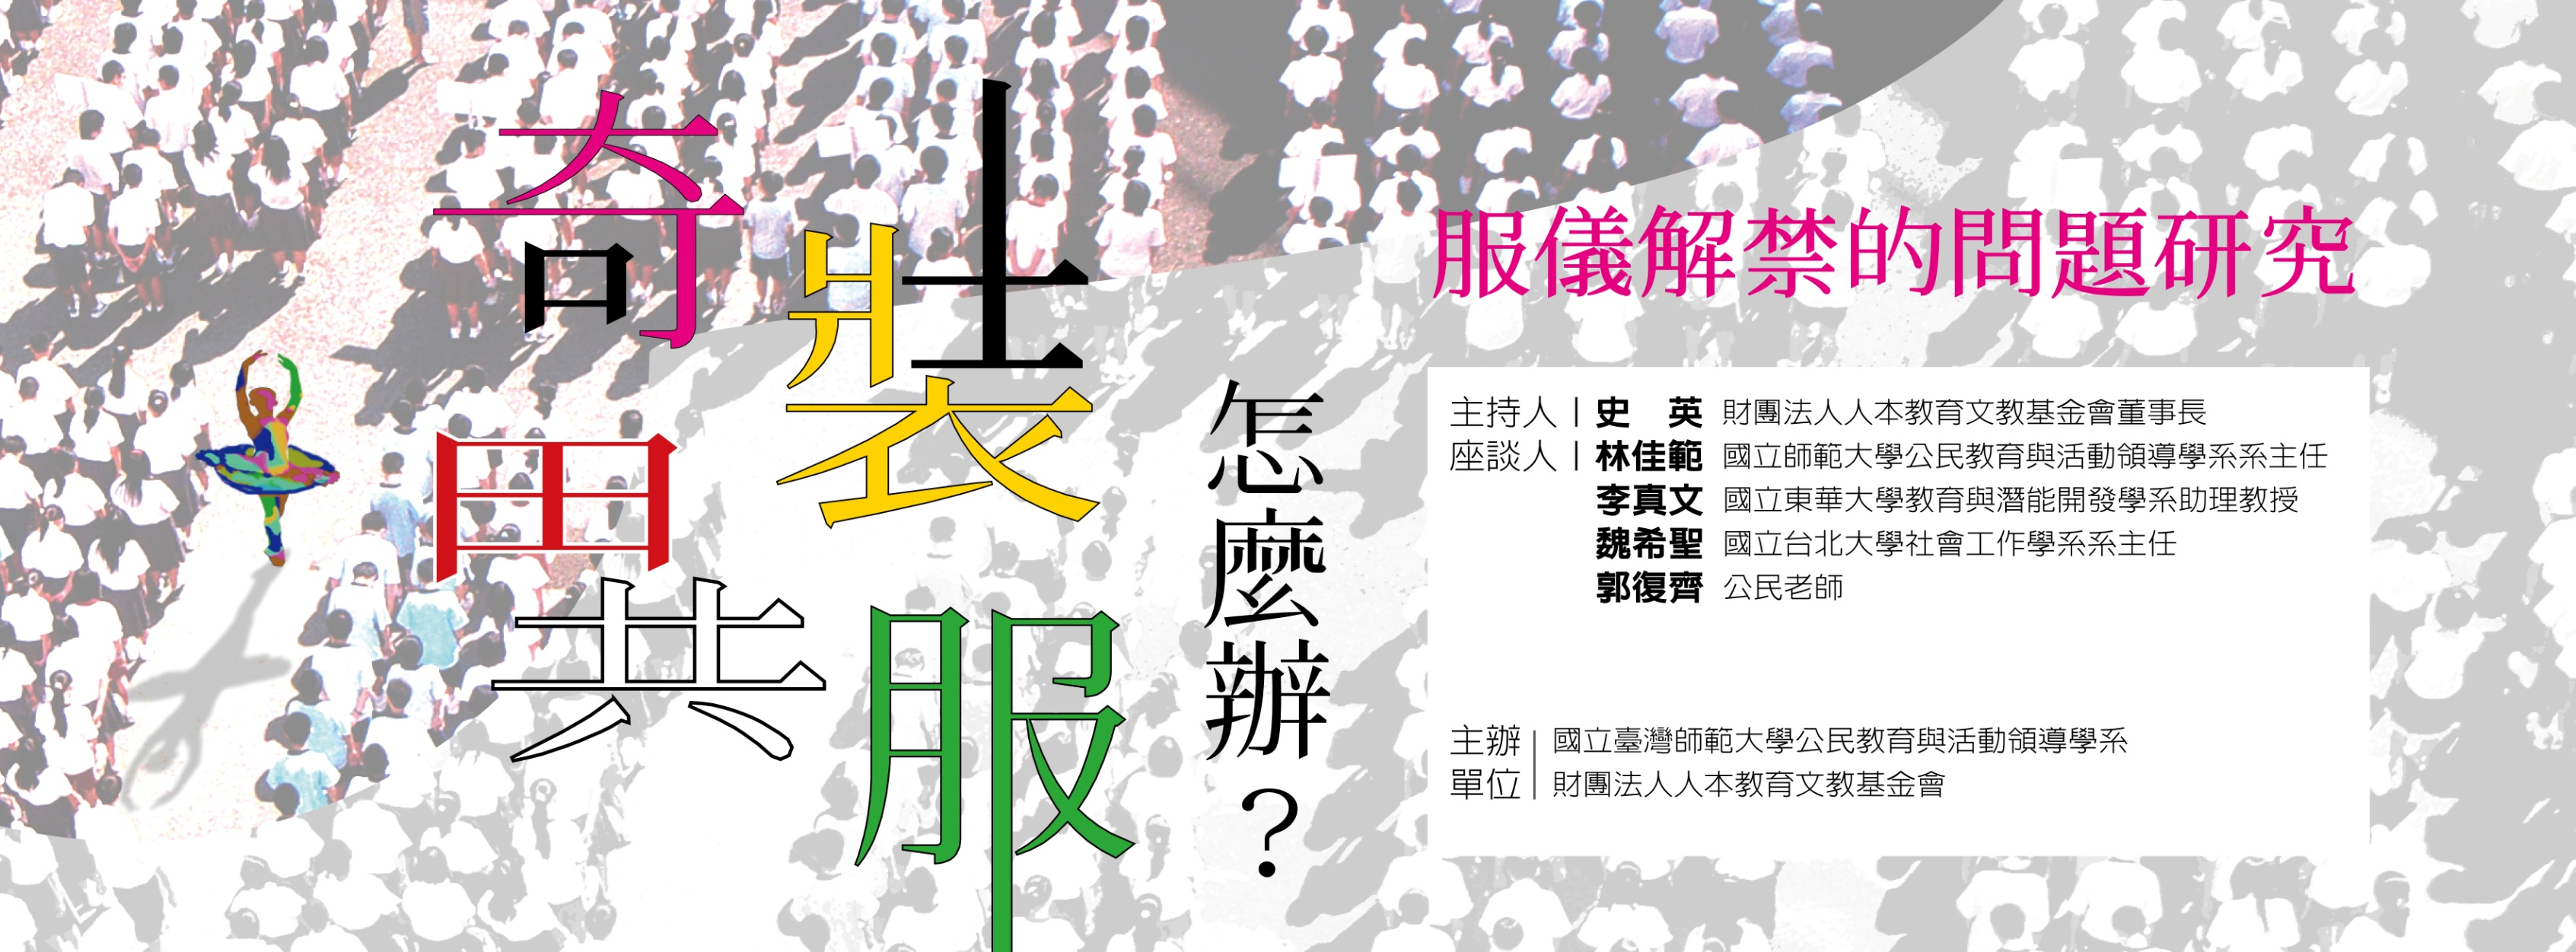 奇裝異服
怎麼辦？
服儀解禁的問題研究
主持人｜史　英 財團法人人本教育文教基金會董事長
座談人｜林佳範 國立師範大學公民教育與活動領導學系系主任
李真文 國立東華大學教育與潛能開發學系助理教授
魏希聖 國立台北大學社會工作學系系主任
郭復齊 公民老師
主辦單位｜國立臺灣師範大學公民教育與活動領導學系
財團法人人本教育文教基金會